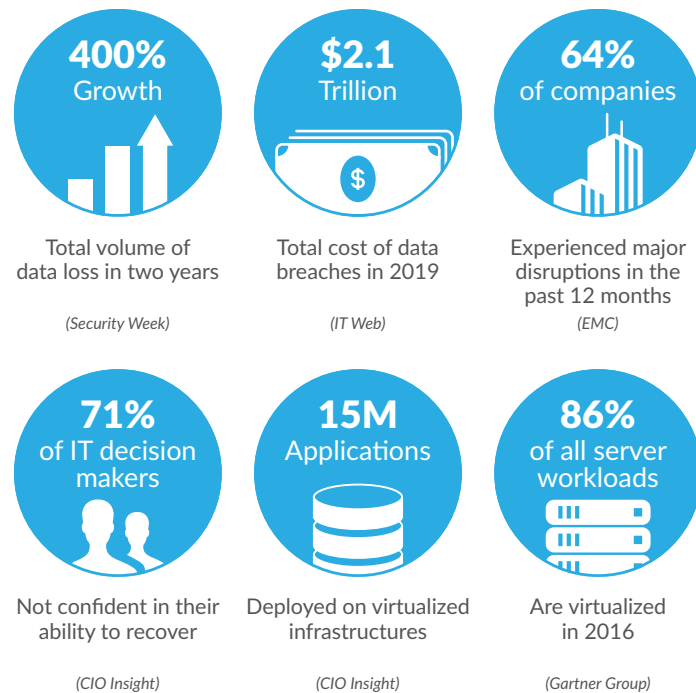 400%
Growth
Total volume of
data loss in two years
(Security Week)
$2.1
Trillion
$
Total cost of data
breaches in 2019
(IT Web)
64%
of companies
Experienced major
disruptions in the
past 12 months
(EMC)
71%
of IT decision
makers
Not confident in their
ability to recover
(CIO Insight)
15M
Applications
Deployed on virtualized
infrastructures
(CIO Insight)
86%
of all server
workloads
Are virtualized
in 2016
(Gartner Group)